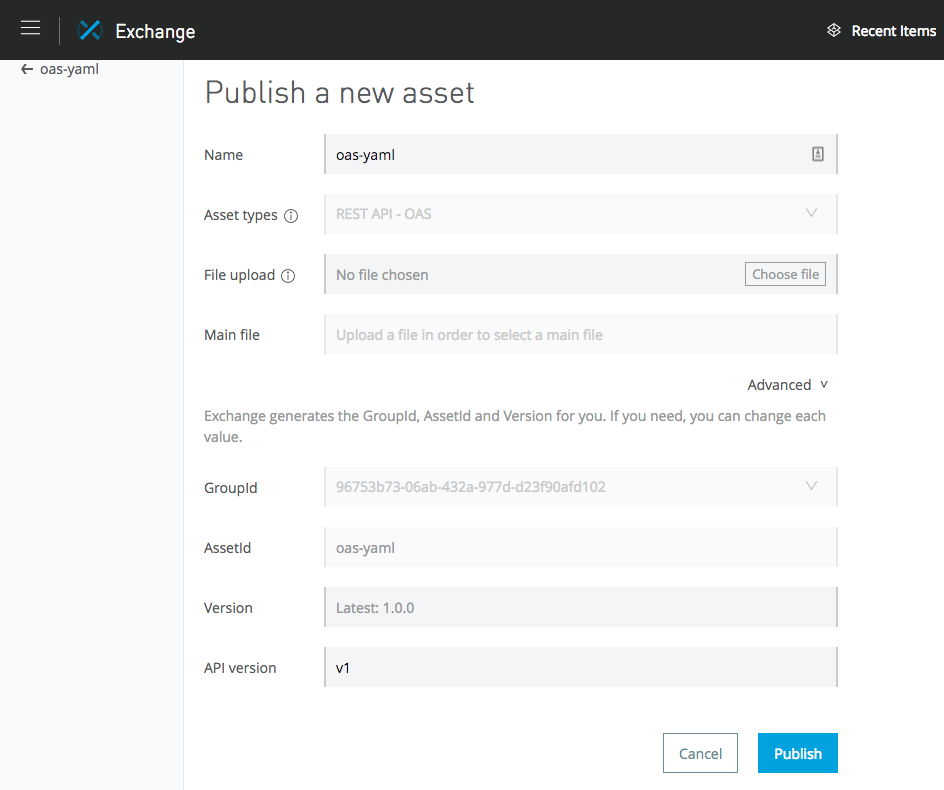 Exchange
Recent Items
oas-yaml
Publish a new asset
Name
oas-yaml
Asset types
REST API - OAS
File upload
No file chosen
Choose file
Main file
Upload a file in order to select a main file
Advanced
Exchange generates the GroupId, AssetId and Version for you. If you need, you can change each
value.
GroupId
96753b73-06ab-432a-977d-d23f90afd102
AssetId
oas-yaml
Version
Latest: 1.0.0
API version
v1
Cancel
Publish